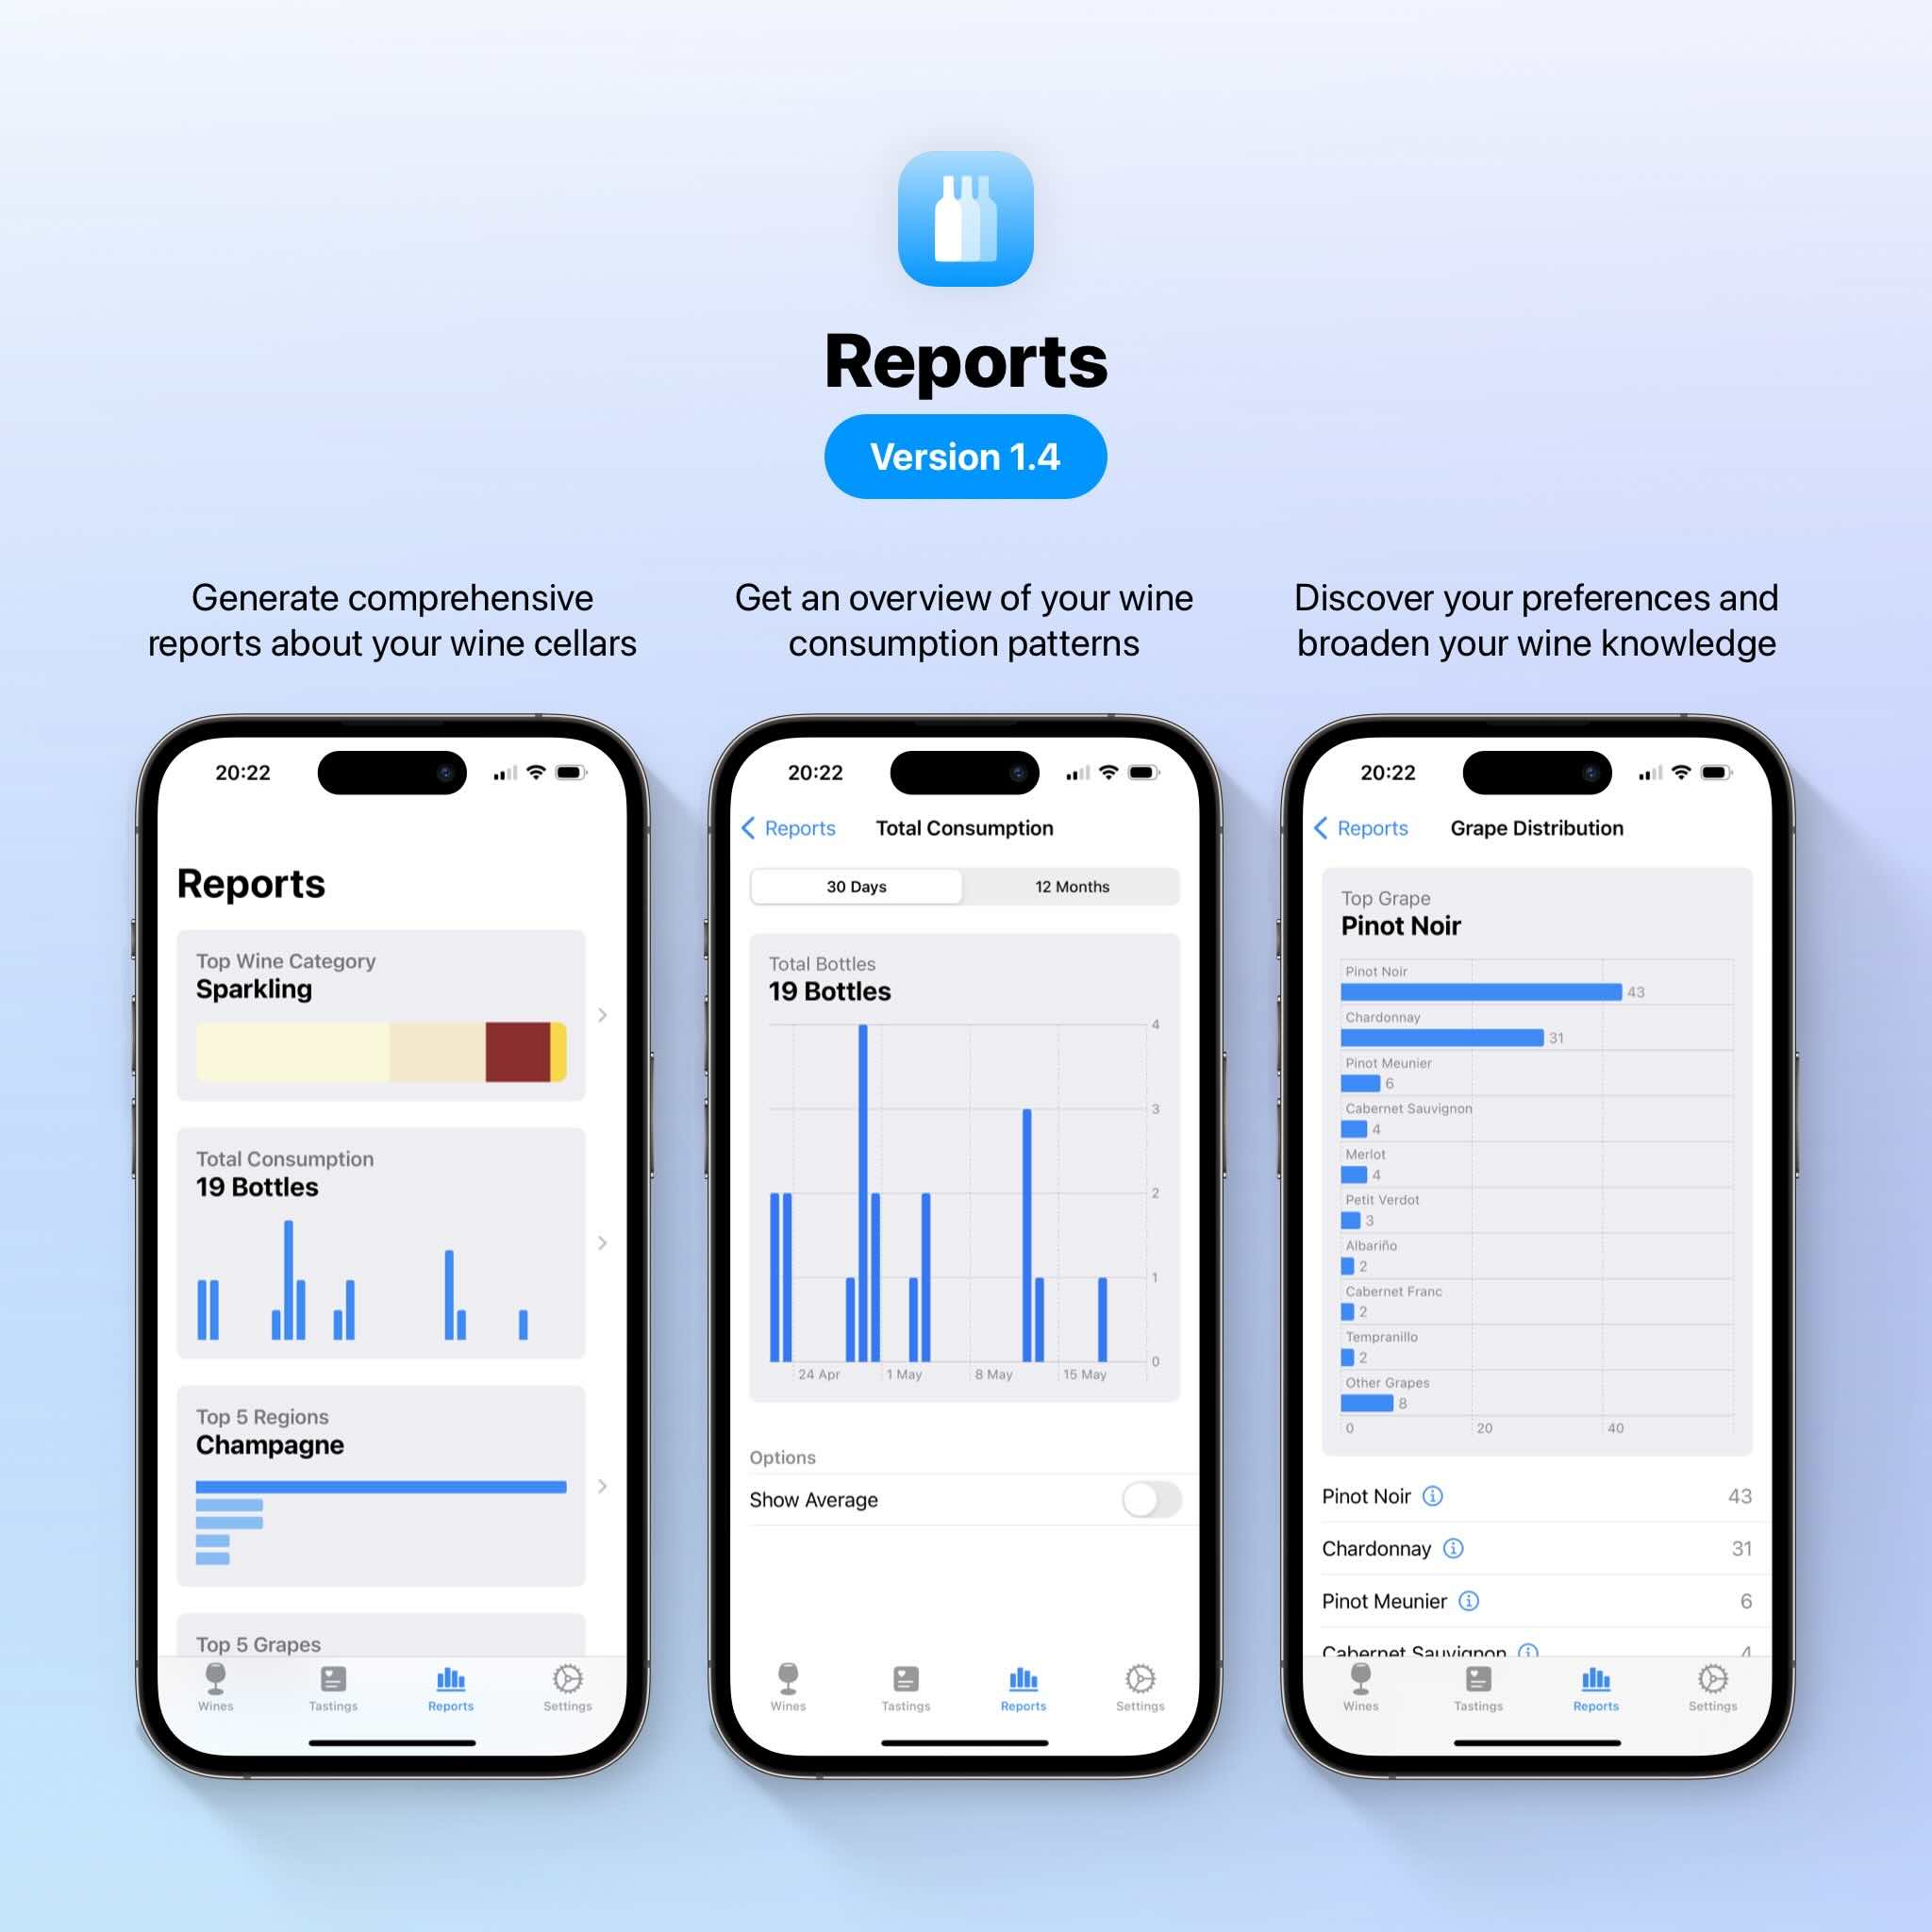 Reports
Version 1.4
Generate comprehensive
reports about your wine cellars
Get an overview of your wine
consumption patterns
Discover your preferences and
broaden your wine knowledge
20:22
Reports
Top Wine Category
Sparkling
Total Consumption
19 Bottles
Top 5 Regions
Champagne
Top 5 Grapes
Wines
Tastings
Reports
Settings
20:22
Reports
Total Consumption
30 Days
12 Months
Total Bottles
19 Bottles
4
3
2
1
0
24 Apr
1 May
8 May
15 May
Options
Show Average
Wines
Tastings
Reports
Settings
20:22
Reports
Grape Distribution
Top Grape
Pinot Noir
Pinot Noir
43
Chardonnay
31
Pinot Meunier
6
Cabernet Sauvignon
4
Merlot
4
Petit Verdot
3
Albariño
2
Cabernet Franc
2
Tempranillo
2
Other Grapes
8
0
20
40
Pinot Noir
43
Chardonnay
31
Pinot Meunier
6
Cabernet Sauvignon
4
Wines
Tastings
Reports
Settings